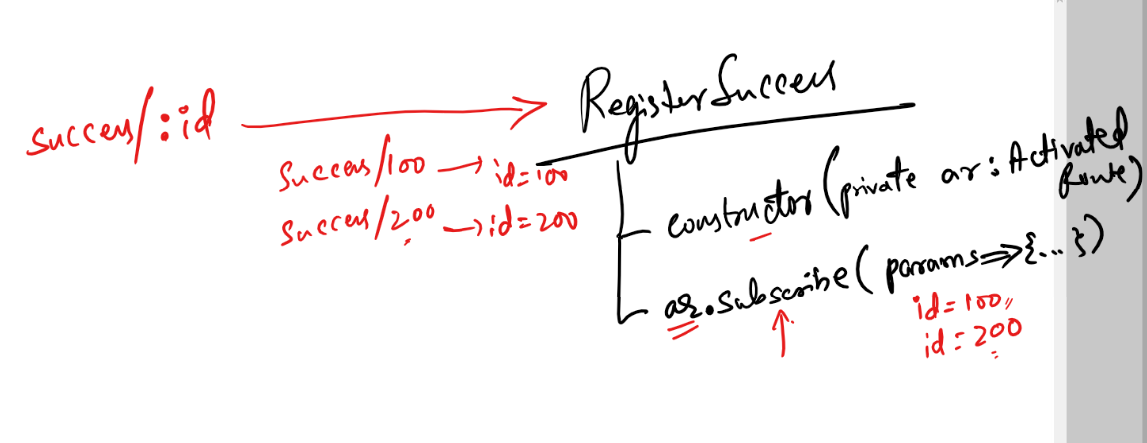 success/:id
RegisterSuccess
success/100 → id=100
success/200 → id=200
constructor(private ar: Activated
Route)
ar.subscribe(params=>{...})
id=100,,
id=200